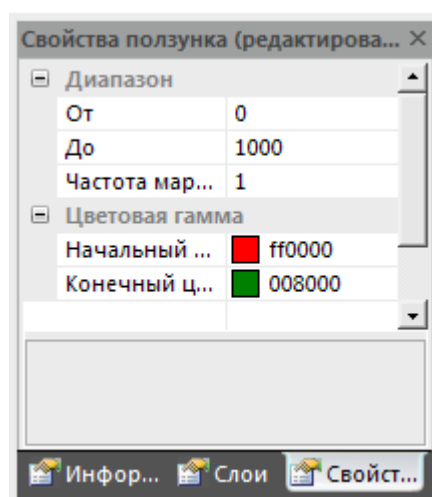 Свойства ползунка (редактирова...
Диапазон
От 0
До 1000
Частота мар... 1
Цветовая гамма
Начальный ... ff0000
Конечный ц... 008000
Инфор... Слои Свойст...